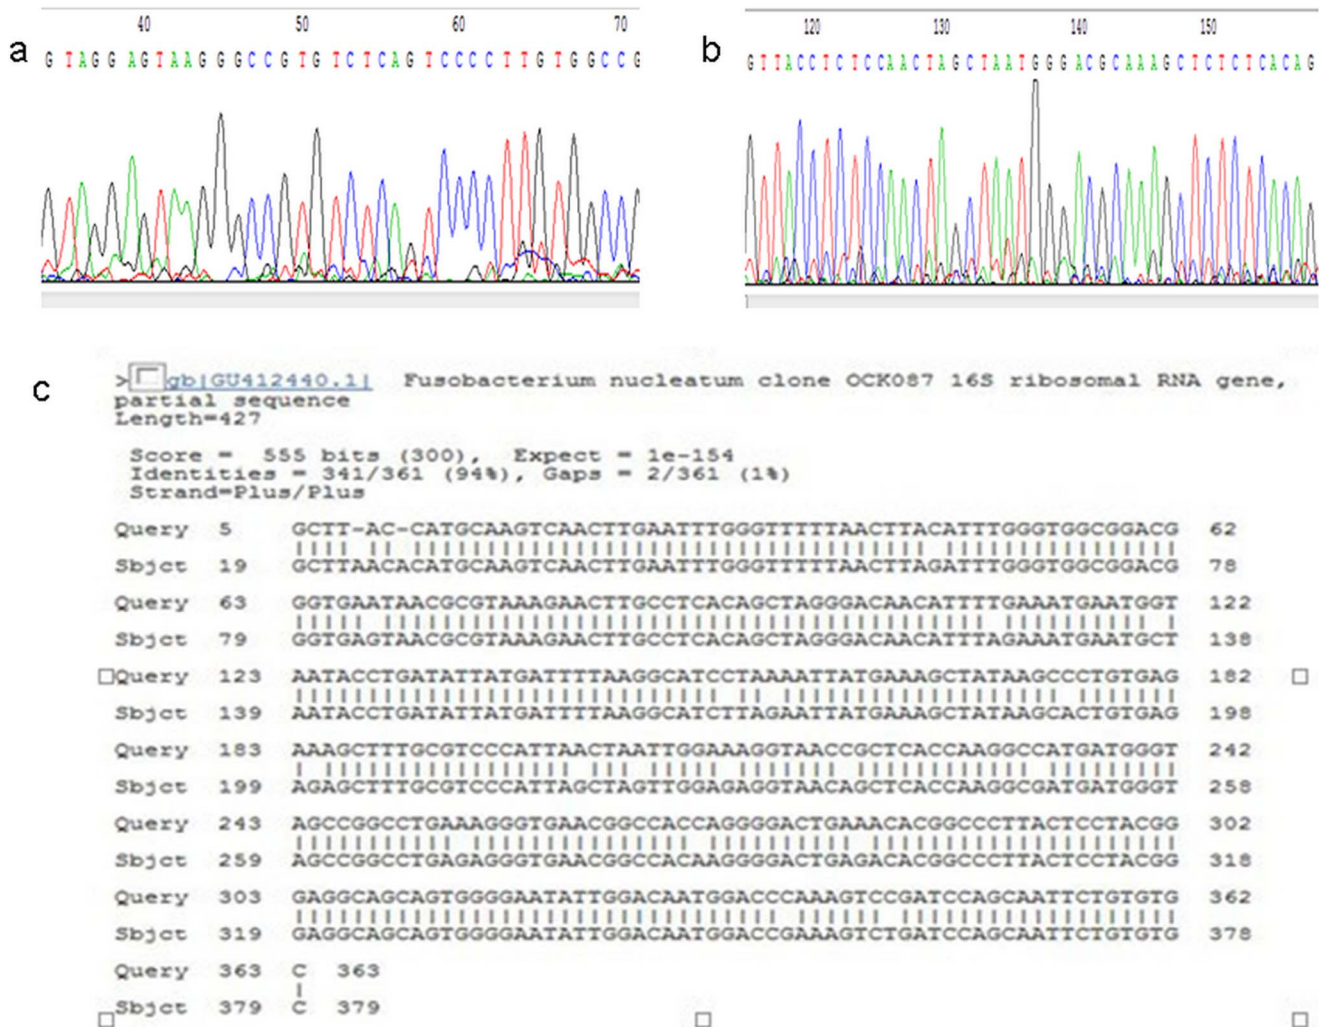 a
40 50 60 70
G T A G G A G T A A G G G C C G T G T C T C A G T C C C C T T G T G G C C G
b
120 130 140 150
G T T A C C T C T C C A A C T A G C T A A T G G G A C G C A A A G C T C T C T C A C A G
c
>gb|GU412440.1| Fusobacterium nucleatum clone OCK087 16S ribosomal RNA gene,
partial sequence
Length=427
Score = 555 bits (300), Expect = 1e-154
Identities = 341/361 (94%), Gaps = 2/361 (1%)
Strand=Plus/Plus
Query 5 GCTT-AC-CATGCAAGTCAACTTGAATTTGGGTTTTTAACTTACATTTGGGTGGCGGACG 62
Sbjct 19 GCTTAACACATGCAAGTCAACTTGAATTTGGGTTTTTAACTTAGATTTGGGTGGCGGACG 78
Query 63 GGTGAATAACGCGTAAAGAACTTGCCTCACAGCTAGGGACAACATTTTGAAATGAATGGT 122
Sbjct 79 GGTGAGTAACGCGTAAAGAACTTGCCTCACAGCTAGGGACAACATTTAGAAATGAATGCT 138
Query 123 AATACCTGATATTATGATTTTAAGGCATCCTAAAATTATGAAAGCTATAAGCCCTGTGAG 182
Sbjct 139 AATACCTGATATTATGATTTTAAGGCATCTTAGAATTATGAAAGCTATAAGCACTGTGAG 198
Query 183 AAAGCTTTGCGTCCCATTAACTAATTGGAAAGGTAACCGCTCACCAAGGCCATGATGGGT 242
Sbjct 199 AGAGCTTTGCGTCCCATTAGCTAGTTGGAGAGGTAACAGCTCACCAAGGCGATGATGGGT 258
Query 243 AGCCGGCCTGAAAGGGTGAACGGCCACCAGGGGACTGAAACACGGCCCTTACTCCTACGG 302
Sbjct 259 AGCCGGCCTGAGAGGGTGAACGGCCACAAGGGGACTGAGACACGGCCCTTACTCCTACGG 318
Query 303 GAGGCAGCAGTGGGGAATATTGGACAATGGACCCAAAGTCCGATCCAGCAATTCTGTGTG 362
Sbjct 319 GAGGCAGCAGTGGGGAATATTGGACAATGGACCGAAAGTCTGATCCAGCAATTCTGTGTG 378
Query 363 C 363
Sbjct 379 C 379